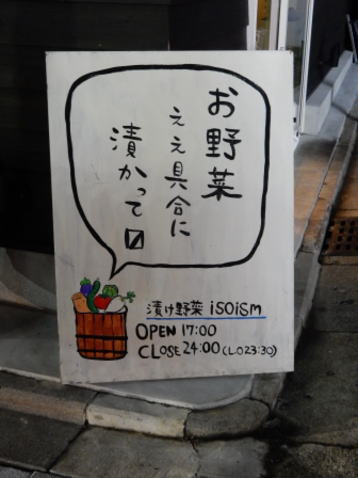 お野菜
ええ具合に
漬かって〼
漬け野菜 isoism
OPEN 17:00
CLOSE 24:00 (L.O 23:30)